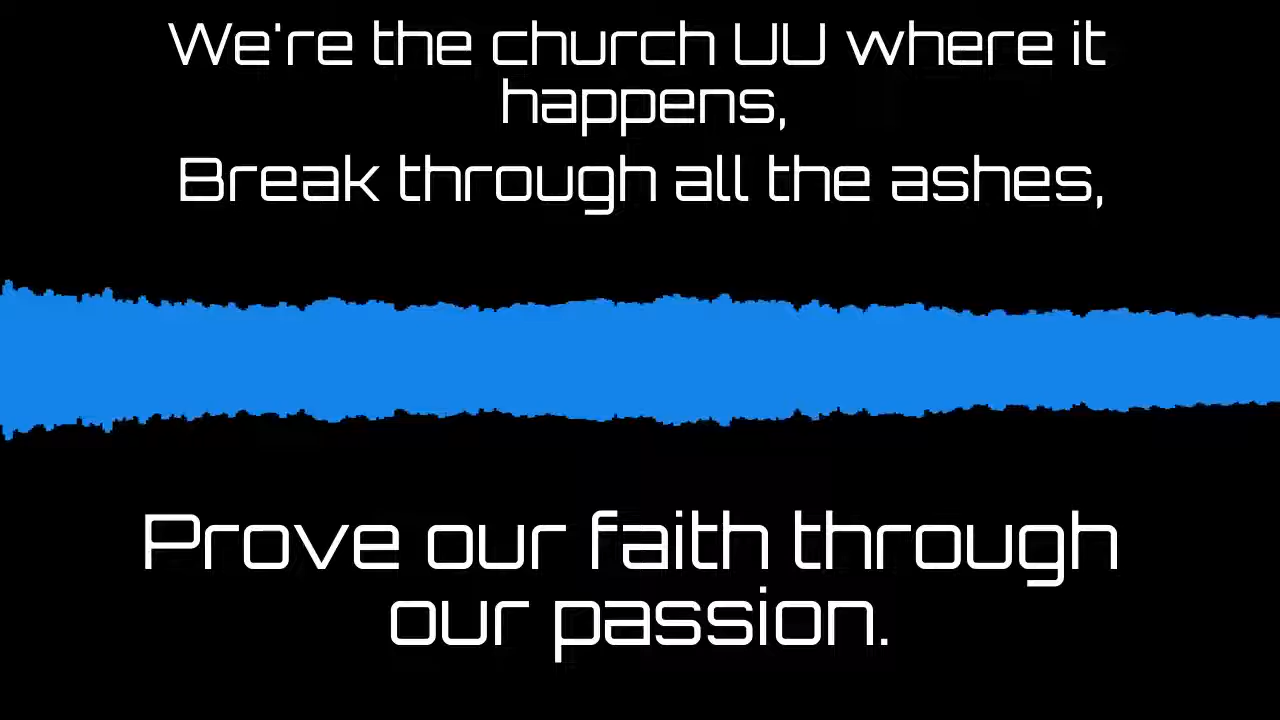 We're the church UU where it
happens,
Break through all the ashes,
Prove our faith through
our passion.